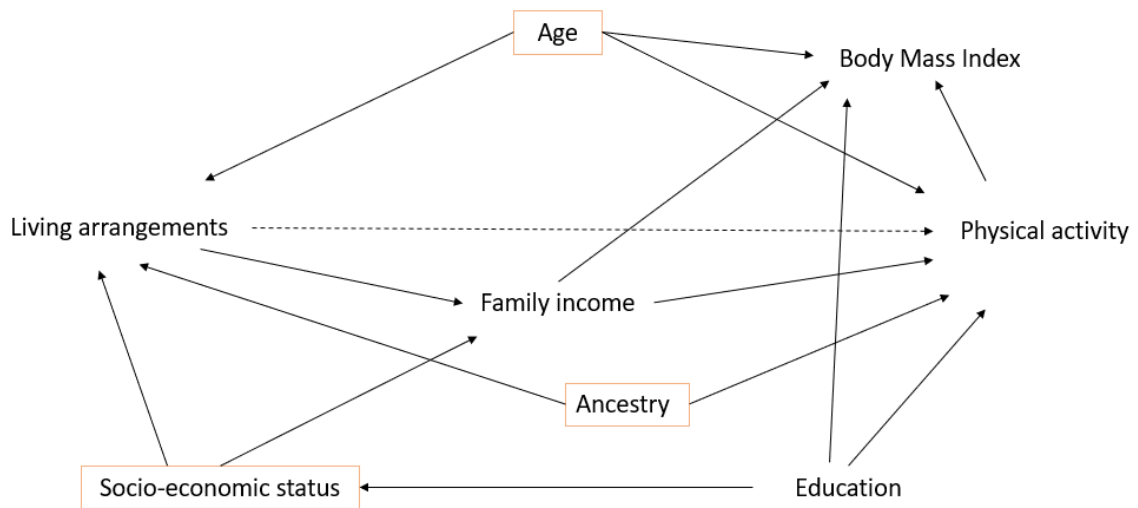 Age
Body Mass Index
Living arrangements
Physical activity
Family income
Ancestry
Socio-economic status
Education